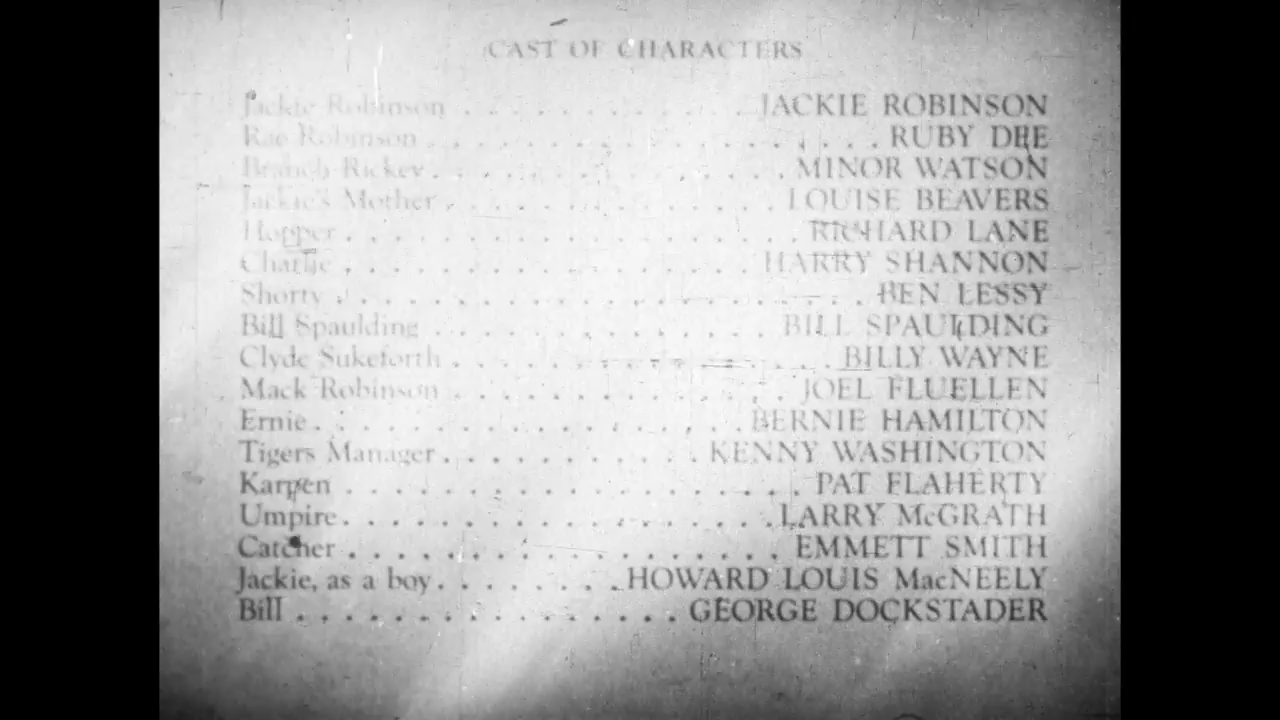 CAST OF CHARACTERS
Jackie Robinson . . . . . . . . . . . . JACKIE ROBINSON
Rae Robinson . . . . . . . . . . . . . . . . . . RUBY DEE
Branch Rickey . . . . . . . . . . . . . . MINOR WATSON
Jackie's Mother . . . . . . . . . . . . . LOUISE BEAVERS
Hopper . . . . . . . . . . . . . . . . . . RICHARD LANE
Charlie . . . . . . . . . . . . . . . . HARRY SHANNON
Shorty . . . . . . . . . . . . . . . . . . . . . BEN LESSY
Bill Spaulding . . . . . . . . . . . . . BILL SPAULDING
Clyde Sukeforth . . . . . . . . . . . . . . BILLY WAYNE
Mack Robinson . . . . . . . . . . . . . JOEL FLUELLEN
Ernie . . . . . . . . . . . . . . . . . BERNIE HAMILTON
Tigers Manager . . . . . . . . . . . KENNY WASHINGTON
Karpen . . . . . . . . . . . . . . . . . . PAT FLAHERTY
Umpire . . . . . . . . . . . . . . . . . LARRY McGRATH
Catcher . . . . . . . . . . . . . . . . . EMMETT SMITH
Jackie, as a boy . . . . . . . . HOWARD LOUIS MacNEELY
Bill . . . . . . . . . . . . . . . . GEORGE DOCKSTADER